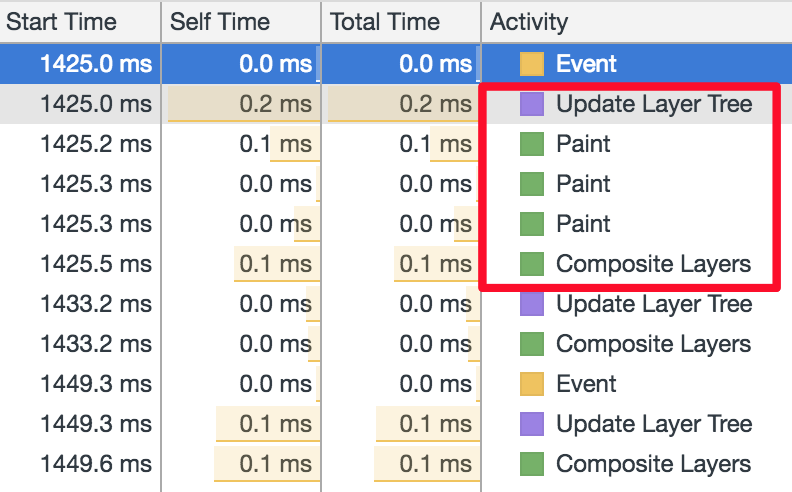 Start Time Self Time Total Time Activity
1425.0 ms 0.0 ms 0.0 ms Event
1425.0 ms 0.2 ms 0.2 ms Update Layer Tree
1425.2 ms 0.1 ms 0.1 ms Paint
1425.3 ms 0.0 ms 0.0 ms Paint
1425.3 ms 0.0 ms 0.0 ms Paint
1425.5 ms 0.1 ms 0.1 ms Composite Layers
1433.2 ms 0.0 ms 0.0 ms Update Layer Tree
1433.2 ms 0.0 ms 0.0 ms Composite Layers
1449.3 ms 0.0 ms 0.0 ms Event
1449.3 ms 0.1 ms 0.1 ms Update Layer Tree
1449.6 ms 0.1 ms 0.1 ms Composite Layers